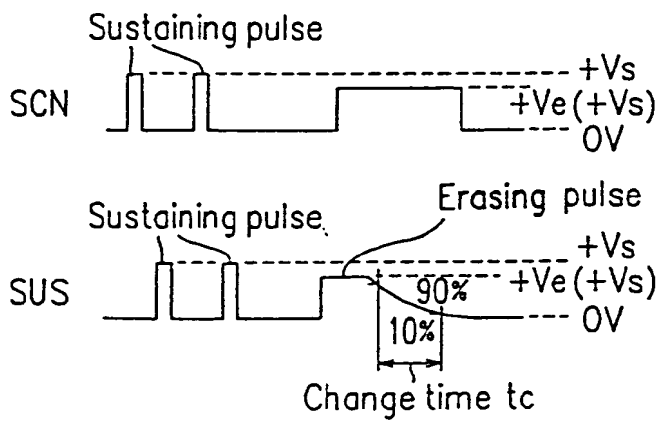 Sustaining pulse
+Vs
SCN
+Ve (+Vs)
0V
Erasing pulse
Sustaining pulse
+Vs
SUS
+Ve (+Vs)
90%
0V
10%
Change time tc